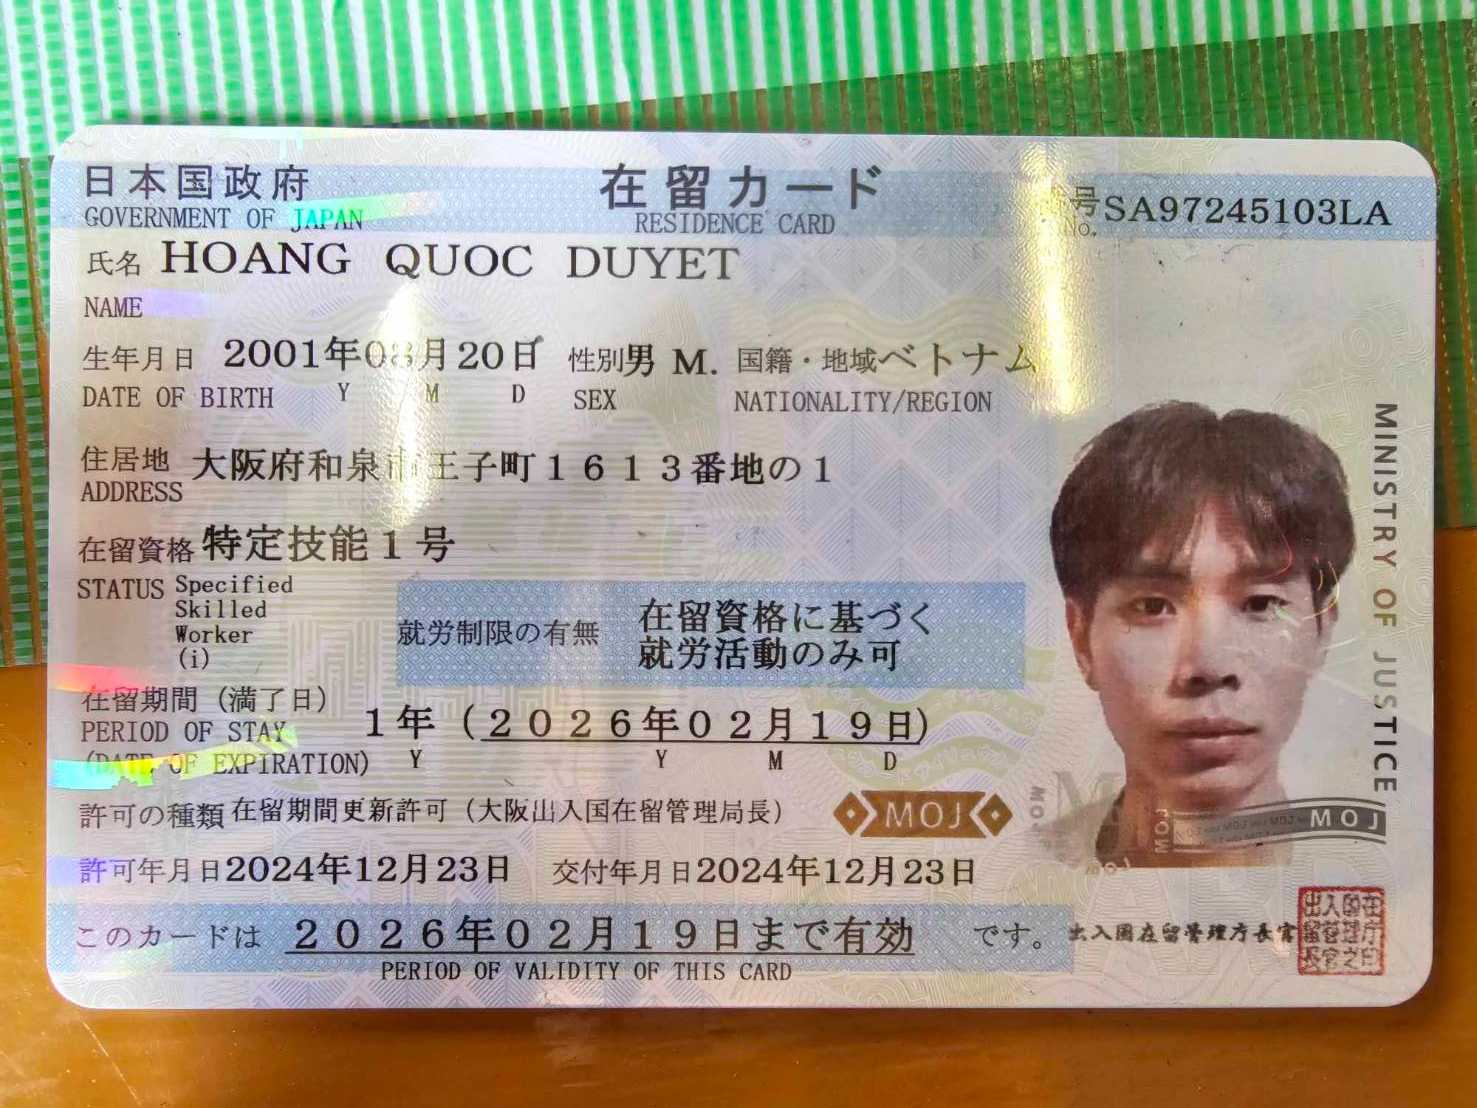 日本国政府 在留カード 番号 SA97245103LA
GOVERNMENT OF JAPAN RESIDENCE CARD NO.
氏名 HOANG QUOC DUYET
NAME
生年月日 2001年08月20日 性別 男 M. 国籍・地域 ベトナム
DATE OF BIRTH Y M D SEX NATIONALITY/REGION
住居地 大阪府和泉市王子町1613番地の1
ADDRESS
在留資格 特定技能1号
STATUS Specified
Skilled
Worker
(i)
就労制限の有無 在留資格に基づく
就労活動のみ可
在留期間(満了日)
PERIOD OF STAY 1年(2026年02月19日)
(DATE OF EXPIRATION) Y Y M D
許可の種類 在留期間更新許可(大阪出入国在留管理局長)
MOJ
許可年月日 2024年12月23日 交付年月日 2024年12月23日
このカードは 2026年02月19日まで有効 です。
PERIOD OF VALIDITY OF THIS CARD
出入国在留管理庁長官
MINISTRY OF JUSTICE
MOJ
MOJ
MOJ